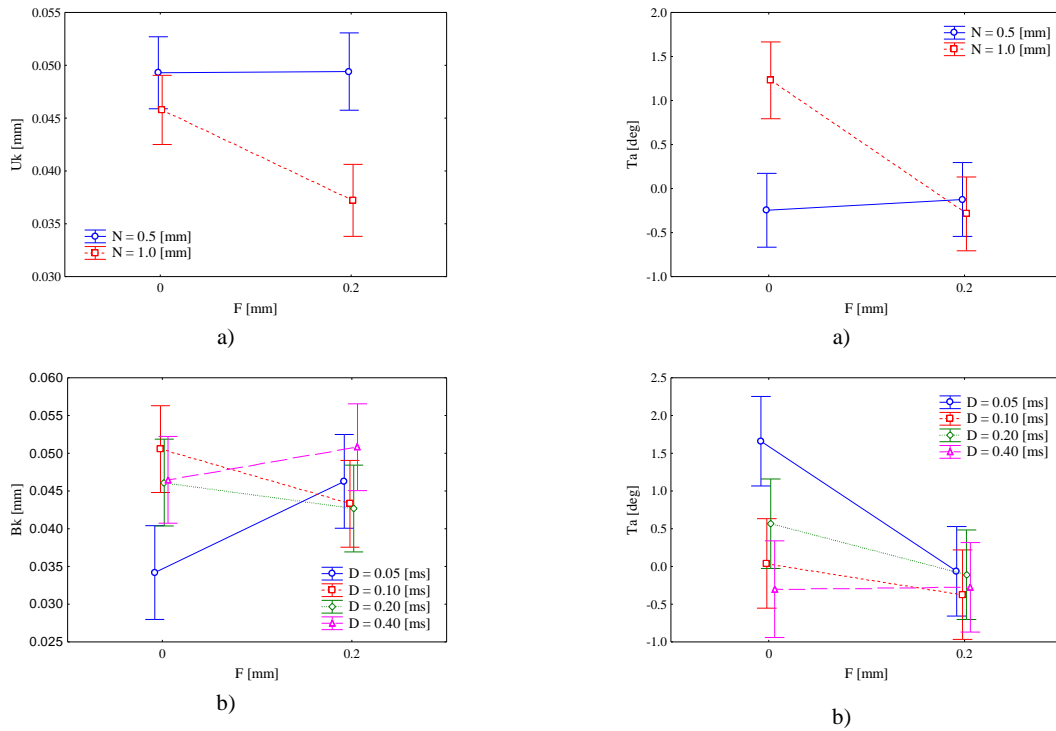 0.055
0.050
0.045
0.040
0.035
0.030
Uk [mm]
N = 0.5 [mm]
N = 1.0 [mm]
0
0.2
F [mm]
a)
2.0
1.5
1.0
0.5
0.0
-0.5
-1.0
Ta [deg]
N = 0.5 [mm]
N = 1.0 [mm]
0
0.2
F [mm]
a)
0.060
0.055
0.050
0.045
0.040
0.035
0.030
0.025
Bk [mm]
D = 0.05 [ms]
D = 0.10 [ms]
D = 0.20 [ms]
D = 0.40 [ms]
0
0.2
F [mm]
b)
2.5
2.0
1.5
1.0
0.5
0.0
-0.5
-1.0
Ta [deg]
D = 0.05 [ms]
D = 0.10 [ms]
D = 0.20 [ms]
D = 0.40 [ms]
0
0.2
F [mm]
b)